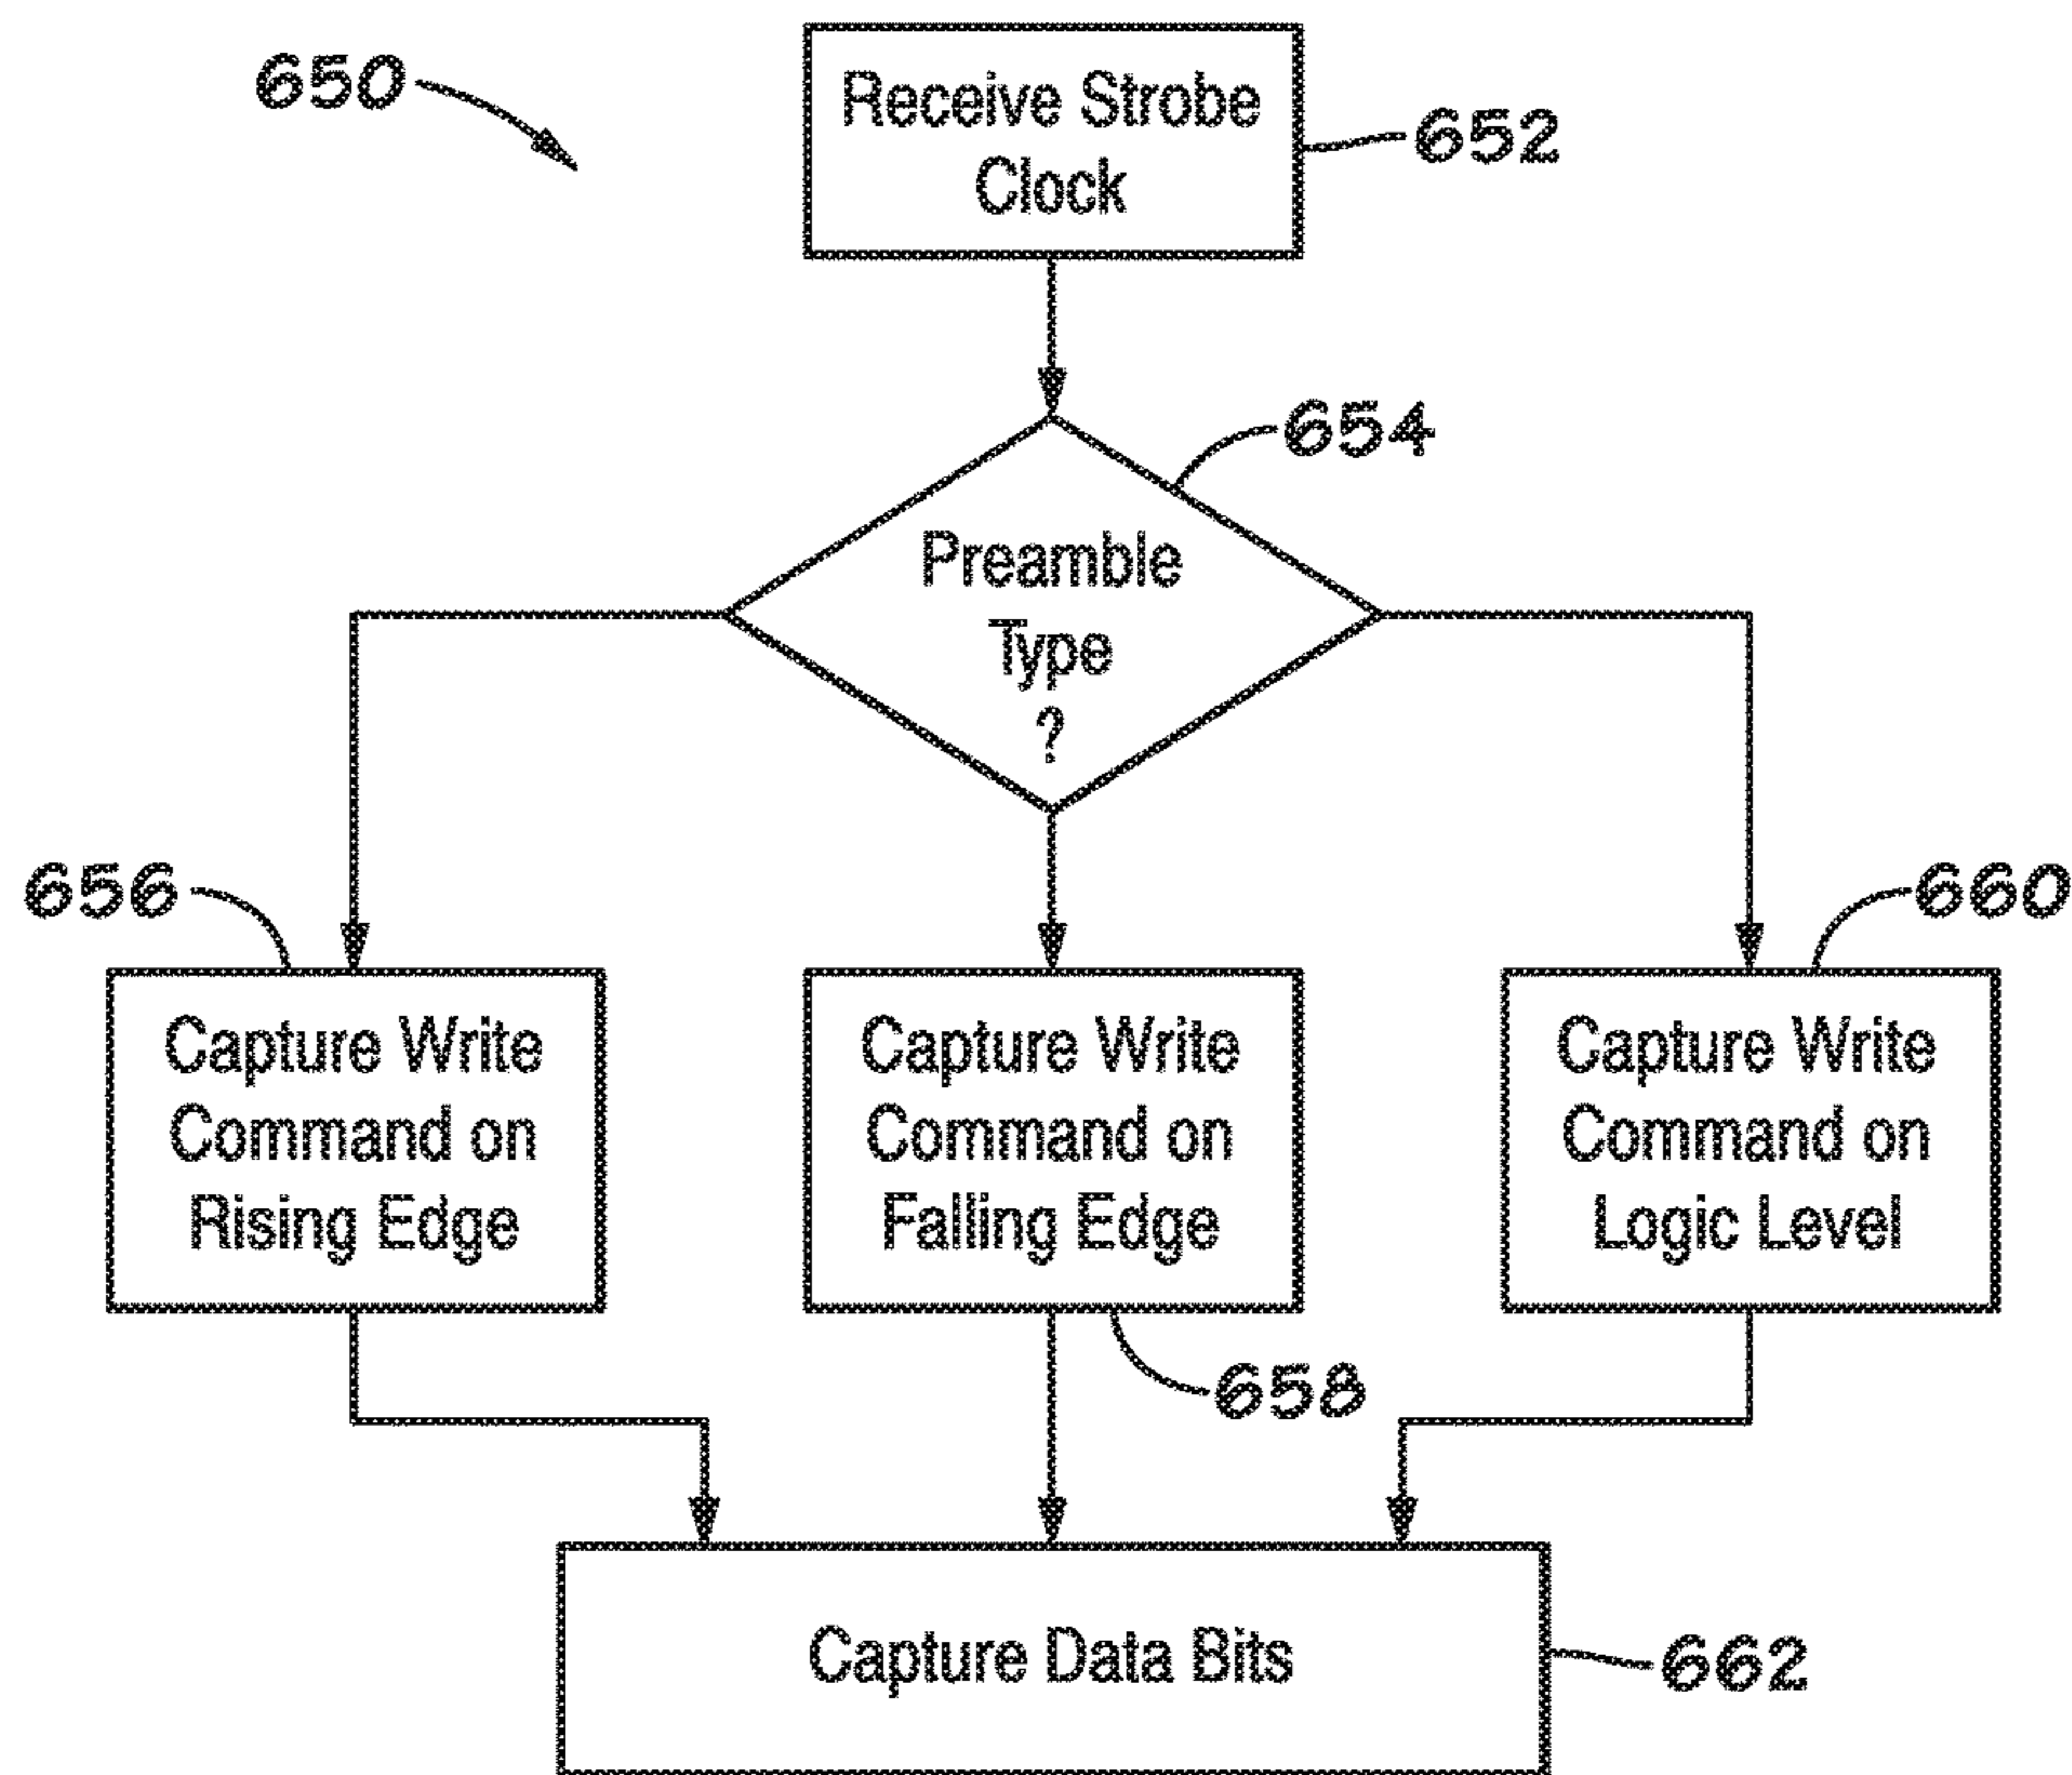 650
Receive Strobe
Clock
652
654
Preamble
Type
?
656
660
Capture Write
Command on
Rising Edge
Capture Write
Command on
Falling Edge
Capture Write
Command on
Logic Level
658
Capture Data Bits
662